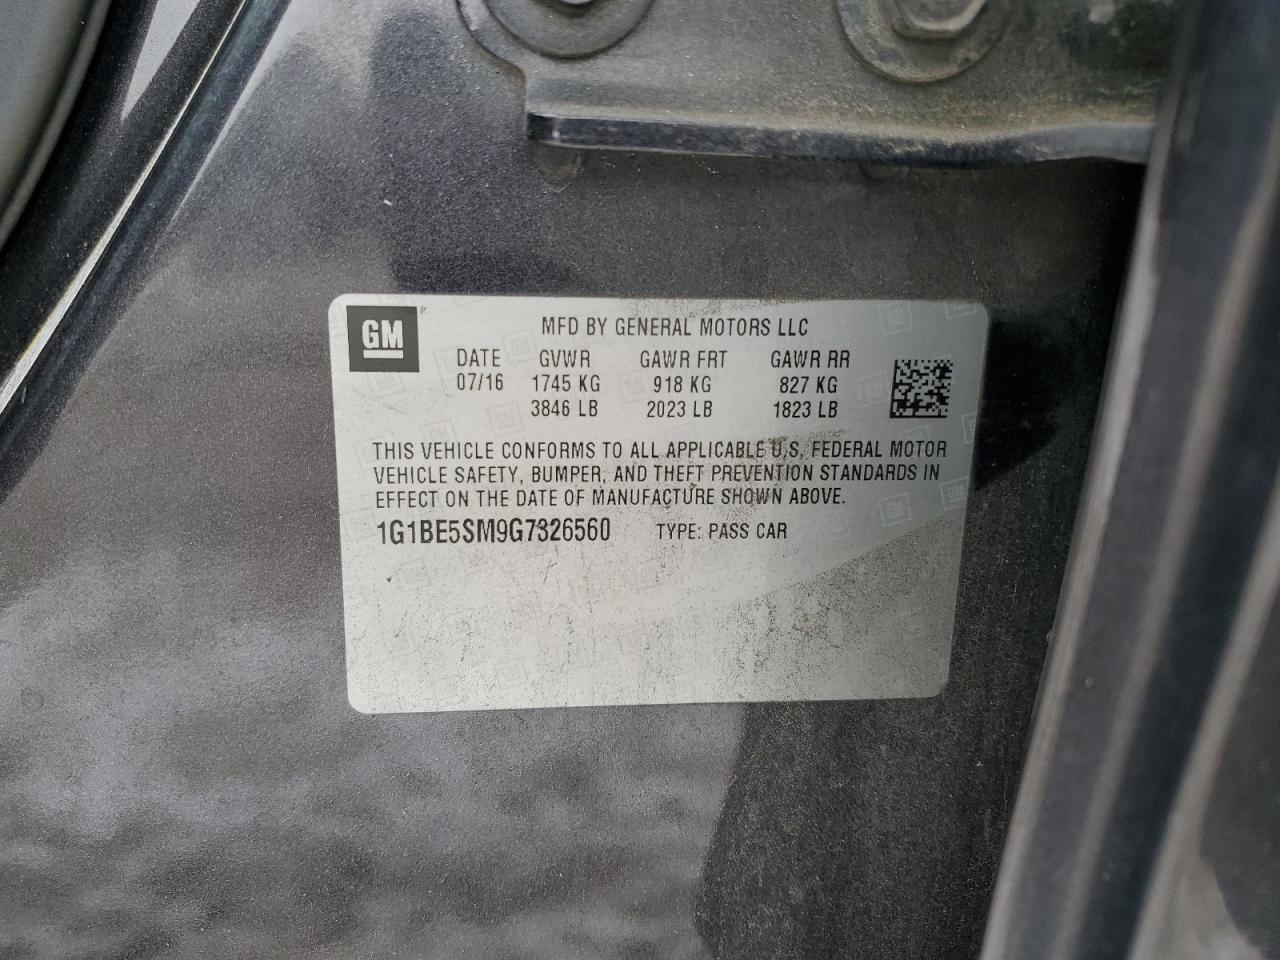 GM ® MFD BY GENERAL MOTORS LLC
DATE GVWR GAWR FRT GAWR RR
07/16 1745 KG 918 KG 827 KG
3846 LB 2023 LB 1823 LB
THIS VEHICLE CONFORMS TO ALL APPLICABLE U.S. FEDERAL MOTOR
VEHICLE SAFETY, BUMPER, AND THEFT PREVENTION STANDARDS IN
EFFECT ON THE DATE OF MANUFACTURE SHOWN ABOVE.
1G1BE5SM9G7326560 TYPE: PASS CAR